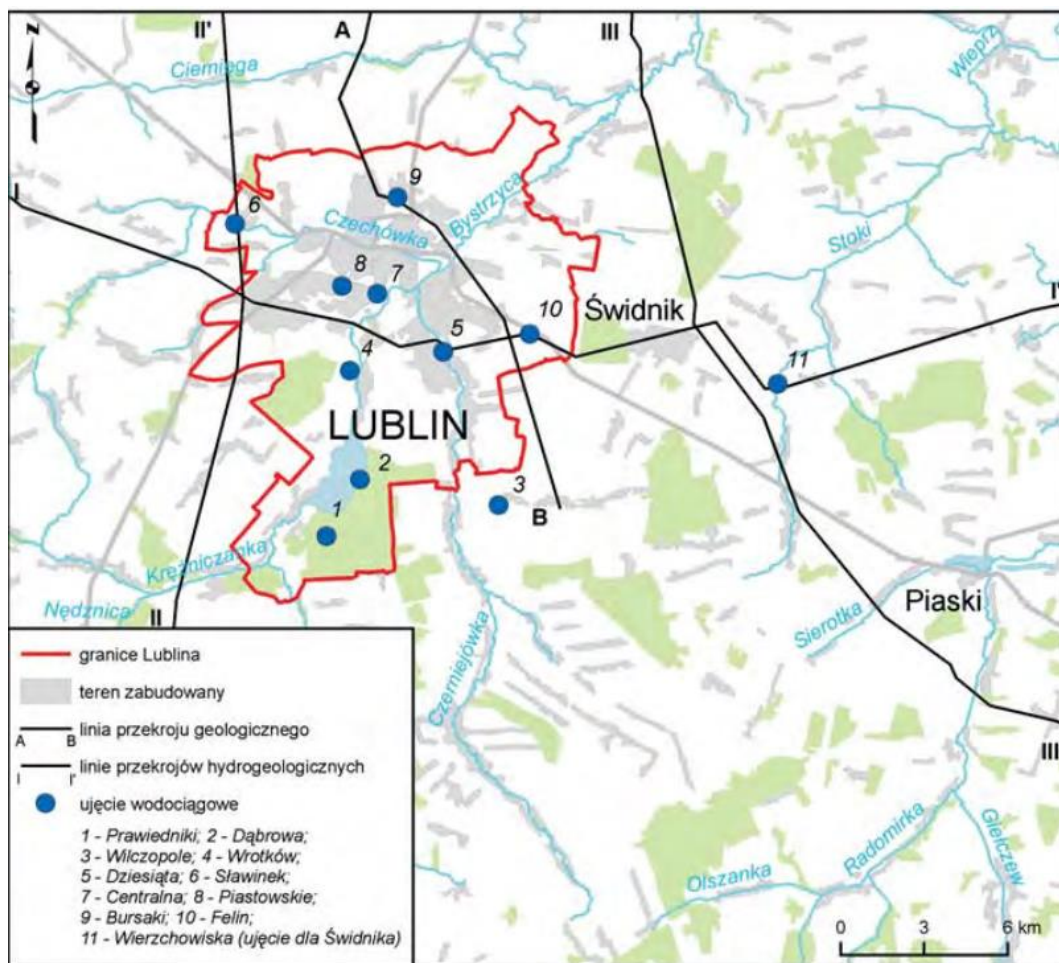 II'
A
III
N
Ciemięga
Wieprz
I
6
9
Bystrzyca
Czechówka
Stoki
8
7
I'
10
Świdnik
5
4
11
LUBLIN
2
3
B
1
Krężniczanka
Nędznica
II
Piaski
Sierotka
Czerniejówka
III
Radomirka
Giełczew
Olszanka
granice Lublina
teren zabudowany
linia przekroju geologicznego
A B
linie przekrojów hydrogeologicznych
I I'
ujęcie wodociągowe
1 - Prawiedniki; 2 - Dąbrowa;
3 - Wilczopole; 4 - Wrotków;
5 - Dziesiąta; 6 - Sławinek;
7 - Centralna; 8 - Piastowskie;
9 - Bursaki; 10 - Felin;
11 - Wierzchowiska (ujęcie dla Świdnika)
0 3 6 km